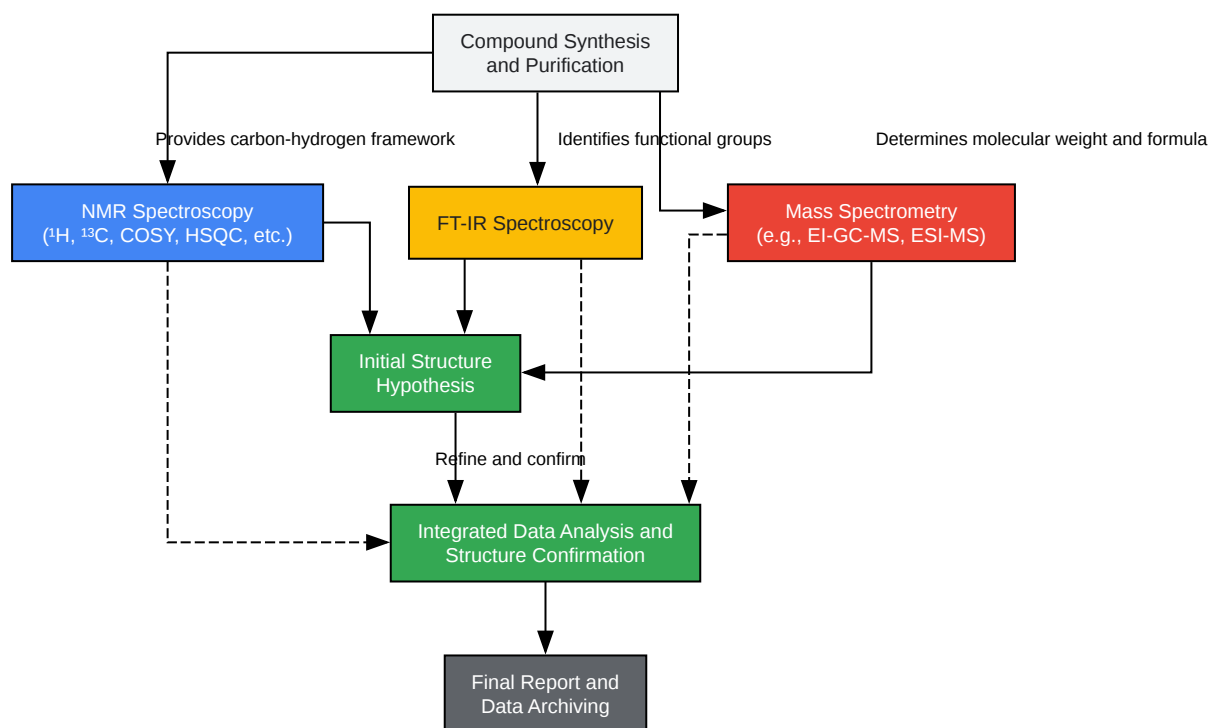 Compound Synthesis
and Purification
Provides carbon-hydrogen framework
Identifies functional groups
Determines molecular weight and formula
NMR Spectroscopy
(¹H, ¹³C, COSY, HSQC, etc.)
FT-IR Spectroscopy
Mass Spectrometry
(e.g., EI-GC-MS, ESI-MS)
Initial Structure
Hypothesis
Refine and confirm
Integrated Data Analysis and
Structure Confirmation
Final Report and
Data Archiving